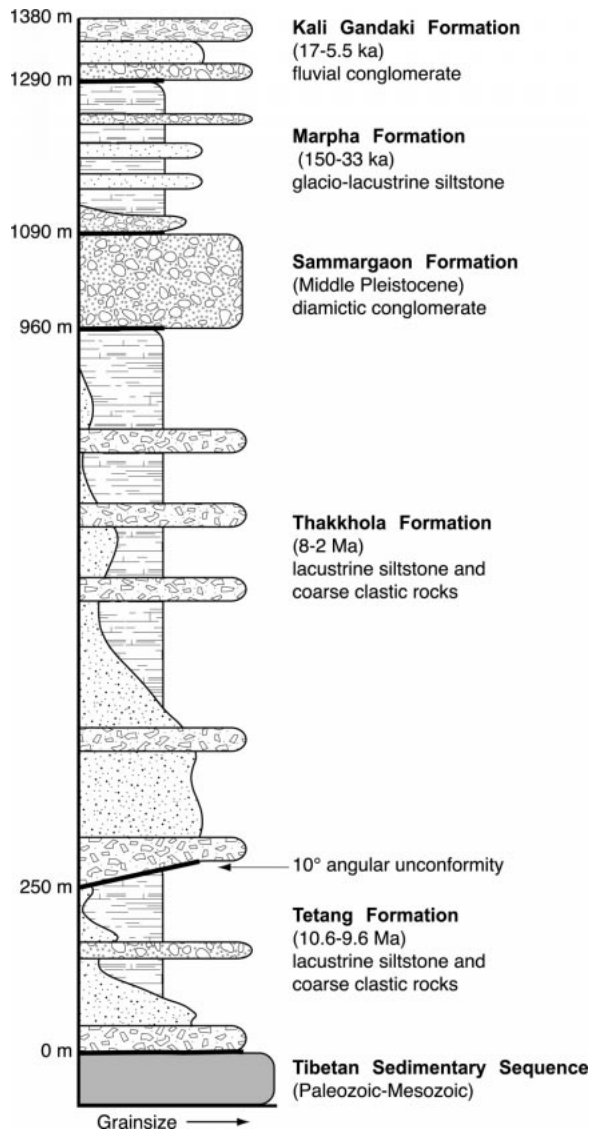 1380 m
Kali Gandaki Formation
(17-5.5 ka)
1290 m
fluvial conglomerate
Marpha Formation
(150-33 ka)
glacio-lacustrine siltstone
1090 m
Sammargaon Formation
(Middle Pleistocene)
diamictic conglomerate
960 m
Thakkhola Formation
(8-2 Ma)
lacustrine siltstone and
coarse clastic rocks
10° angular unconformity
250 m
Tetang Formation
(10.6-9.6 Ma)
lacustrine siltstone and
coarse clastic rocks
0 m
Tibetan Sedimentary Sequence
(Paleozoic-Mesozoic)
Grainsize